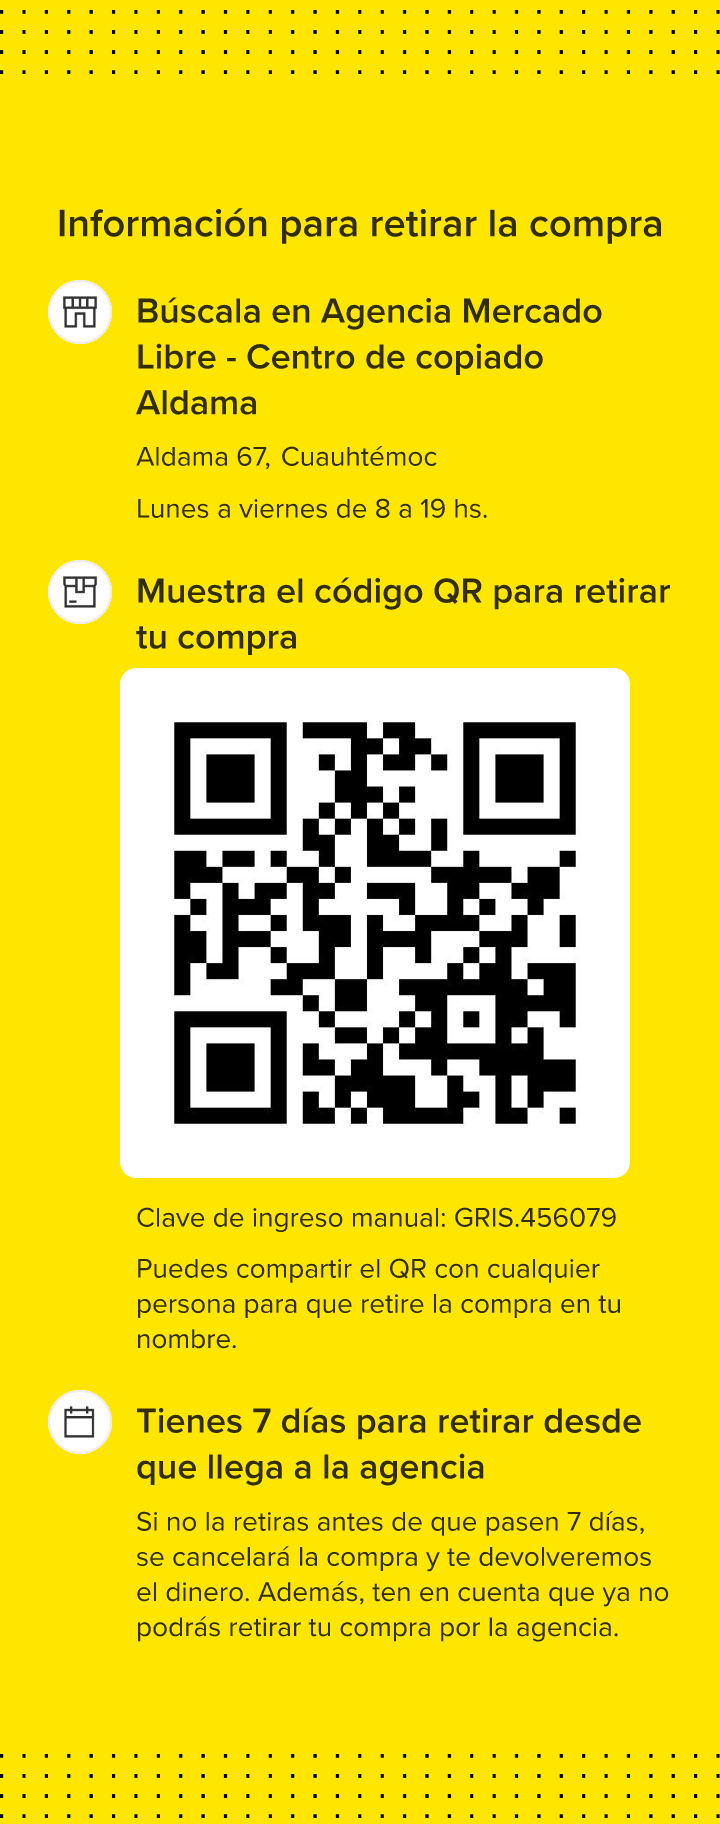 Información para retirar la compra
Búscala en Agencia Mercado
Libre - Centro de copiado
Aldama
Aldama 67, Cuauhtémoc
Lunes a viernes de 8 a 19 hs.
Muestra el código QR para retirar
tu compra
Clave de ingreso manual: GRIS.456079
Puedes compartir el QR con cualquier
persona para que retire la compra en tu
nombre.
Tienes 7 días para retirar desde
que llega a la agencia
Si no la retiras antes de que pasen 7 días,
se cancelará la compra y te devolveremos
el dinero. Además, ten en cuenta que ya no
podrás retirar tu compra por la agencia.